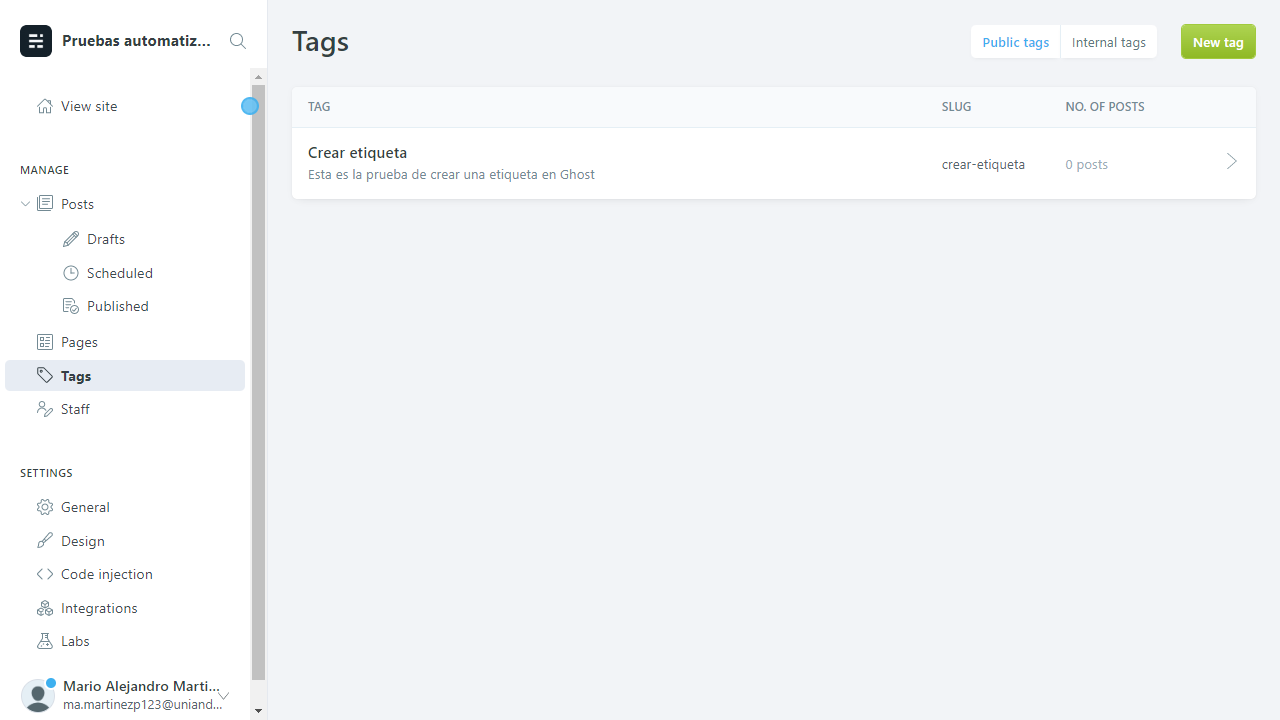 Pruebas automatiz...
View site
MANAGE
Posts
Drafts
Scheduled
Published
Pages
Tags
Staff
SETTINGS
General
Design
Code injection
Integrations
Labs
Mario Alejandro Marti...
ma.martinezp123@uniand...
Tags
Public tags
Internal tags
New tag
TAG
SLUG
NO. OF POSTS
Crear etiqueta
Esta es la prueba de crear una etiqueta en Ghost
crear-etiqueta
0 posts